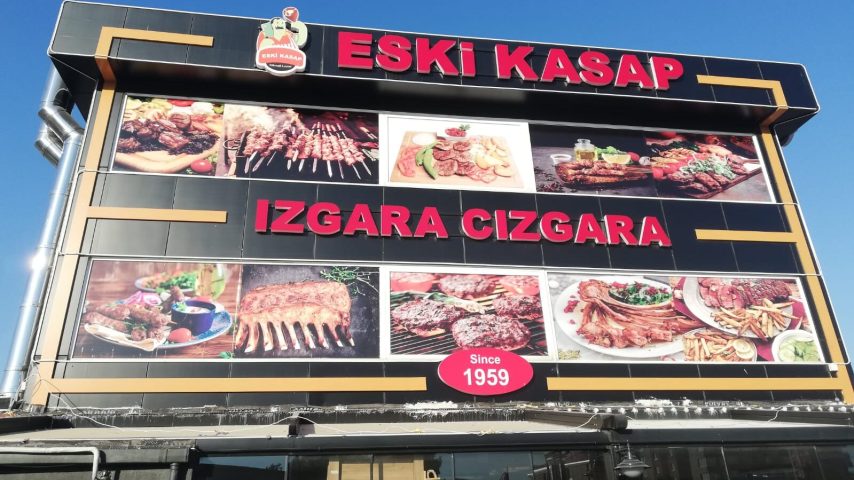 ESKİ KASAP
ESKİ KASAP
IZGARA CIZGARA
Since
1959